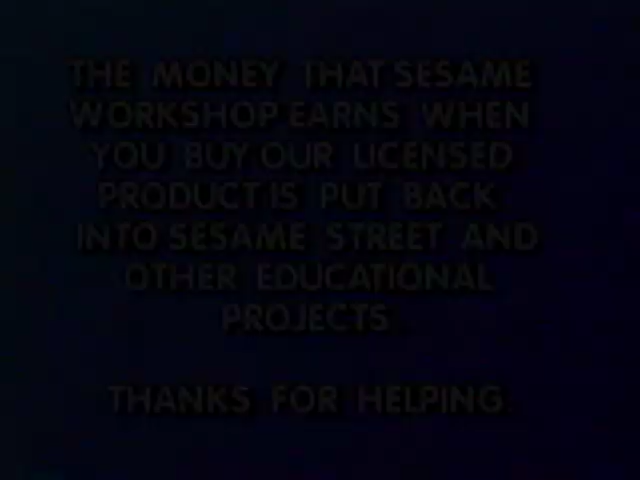 THE MONEY THAT SESAME
WORKSHOP EARNS WHEN
YOU BUY OUR LICENSED
PRODUCT IS PUT BACK
INTO SESAME STREET AND
OTHER EDUCATIONAL
PROJECTS.
THANKS FOR HELPING.